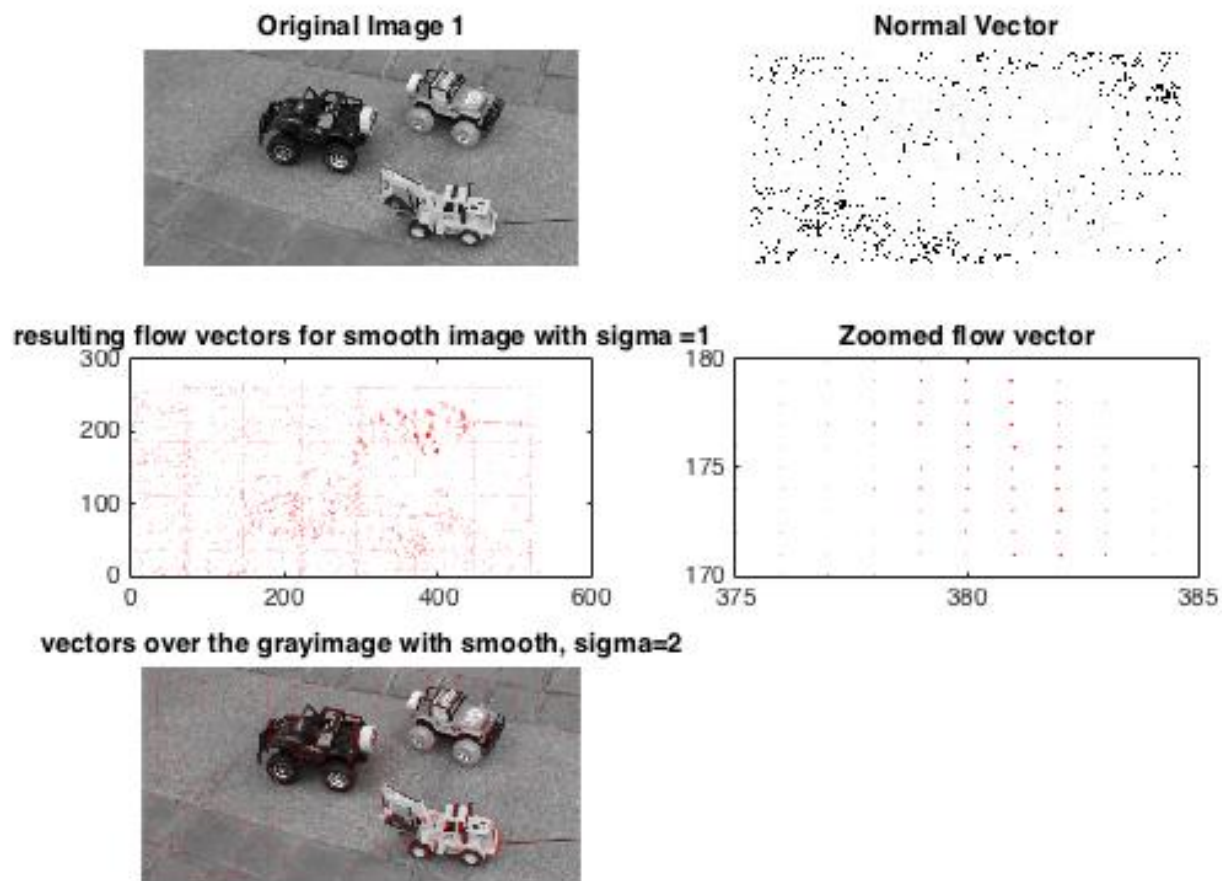 Original Image 1
Normal Vector
resulting flow vectors for smooth image with sigma =1
300
200
100
0
0 200 400 600
Zoomed flow vector
180
175
170
375 380 385
vectors over the grayimage with smooth, sigma=2